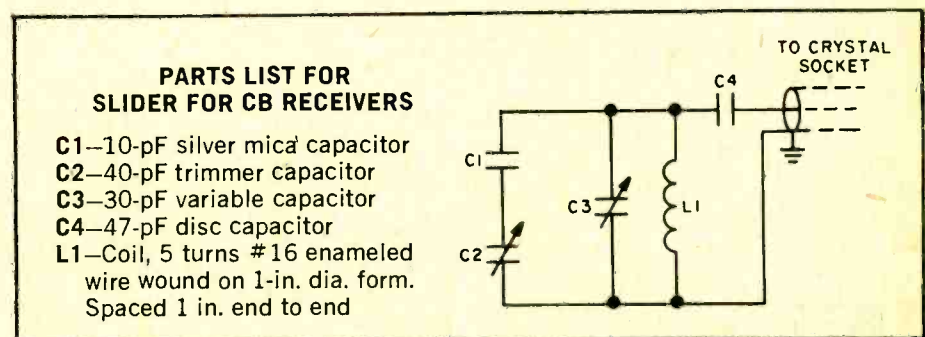 PARTS LIST FOR
SLIDER FOR CB RECEIVERS
C1—10-pF silver mica capacitor
C2—40-pF trimmer capacitor
C3—30-pF variable capacitor
C4—47-pF disc capacitor
L1—Coil, 5 turns #16 enameled
wire wound on 1-in. dia. form.
Spaced 1 in. end to end
TO CRYSTAL
SOCKET
C4
C1
C3
L1
C2